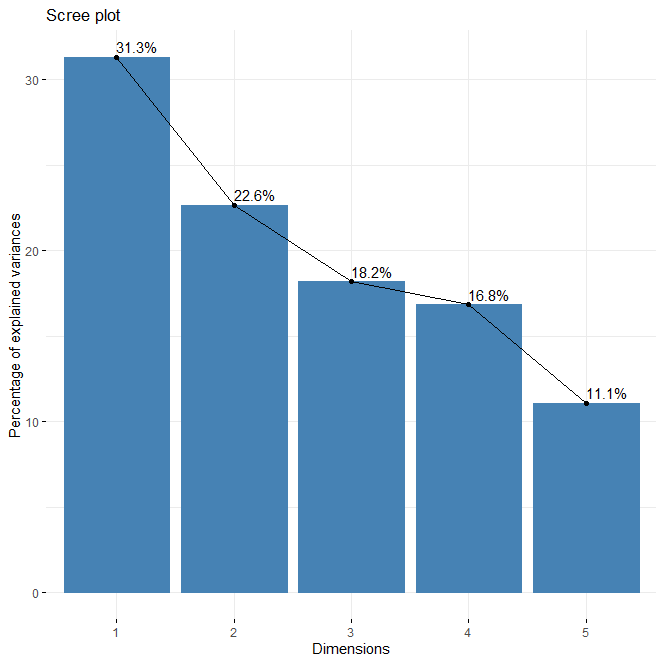 Scree plot
31.3%
22.6%
18.2%
16.8%
11.1%
30
20
10
0
Percentage of explained variances
1 2 3 4 5
Dimensions